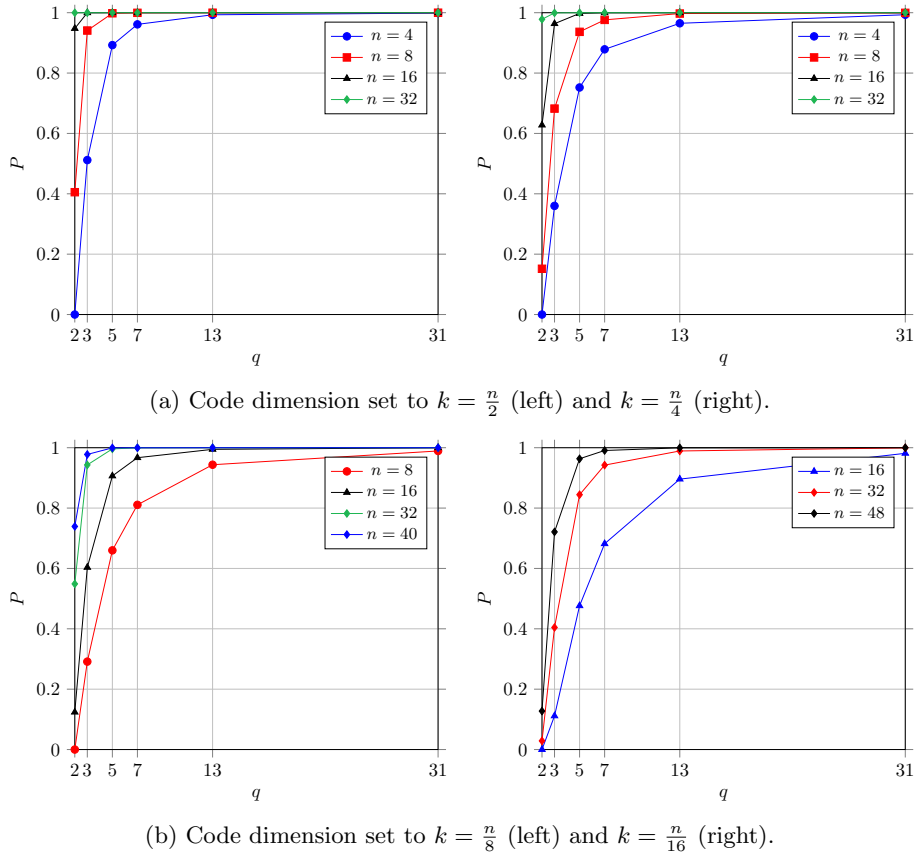 1
0.8
0.6
0.4
0.2
0
P
2 3 5 7 13 31
q
n = 4
n = 8
n = 16
n = 32
1
0.8
0.6
0.4
0.2
0
P
2 3 5 7 13 31
q
n = 4
n = 8
n = 16
n = 32
(a) Code dimension set to k = n/2 (left) and k = n/4 (right).
1
0.8
0.6
0.4
0.2
0
P
2 3 5 7 13 31
q
n = 8
n = 16
n = 32
n = 40
1
0.8
0.6
0.4
0.2
0
P
2 3 5 7 13 31
q
n = 16
n = 32
n = 48
(b) Code dimension set to k = n/8 (left) and k = n/16 (right).